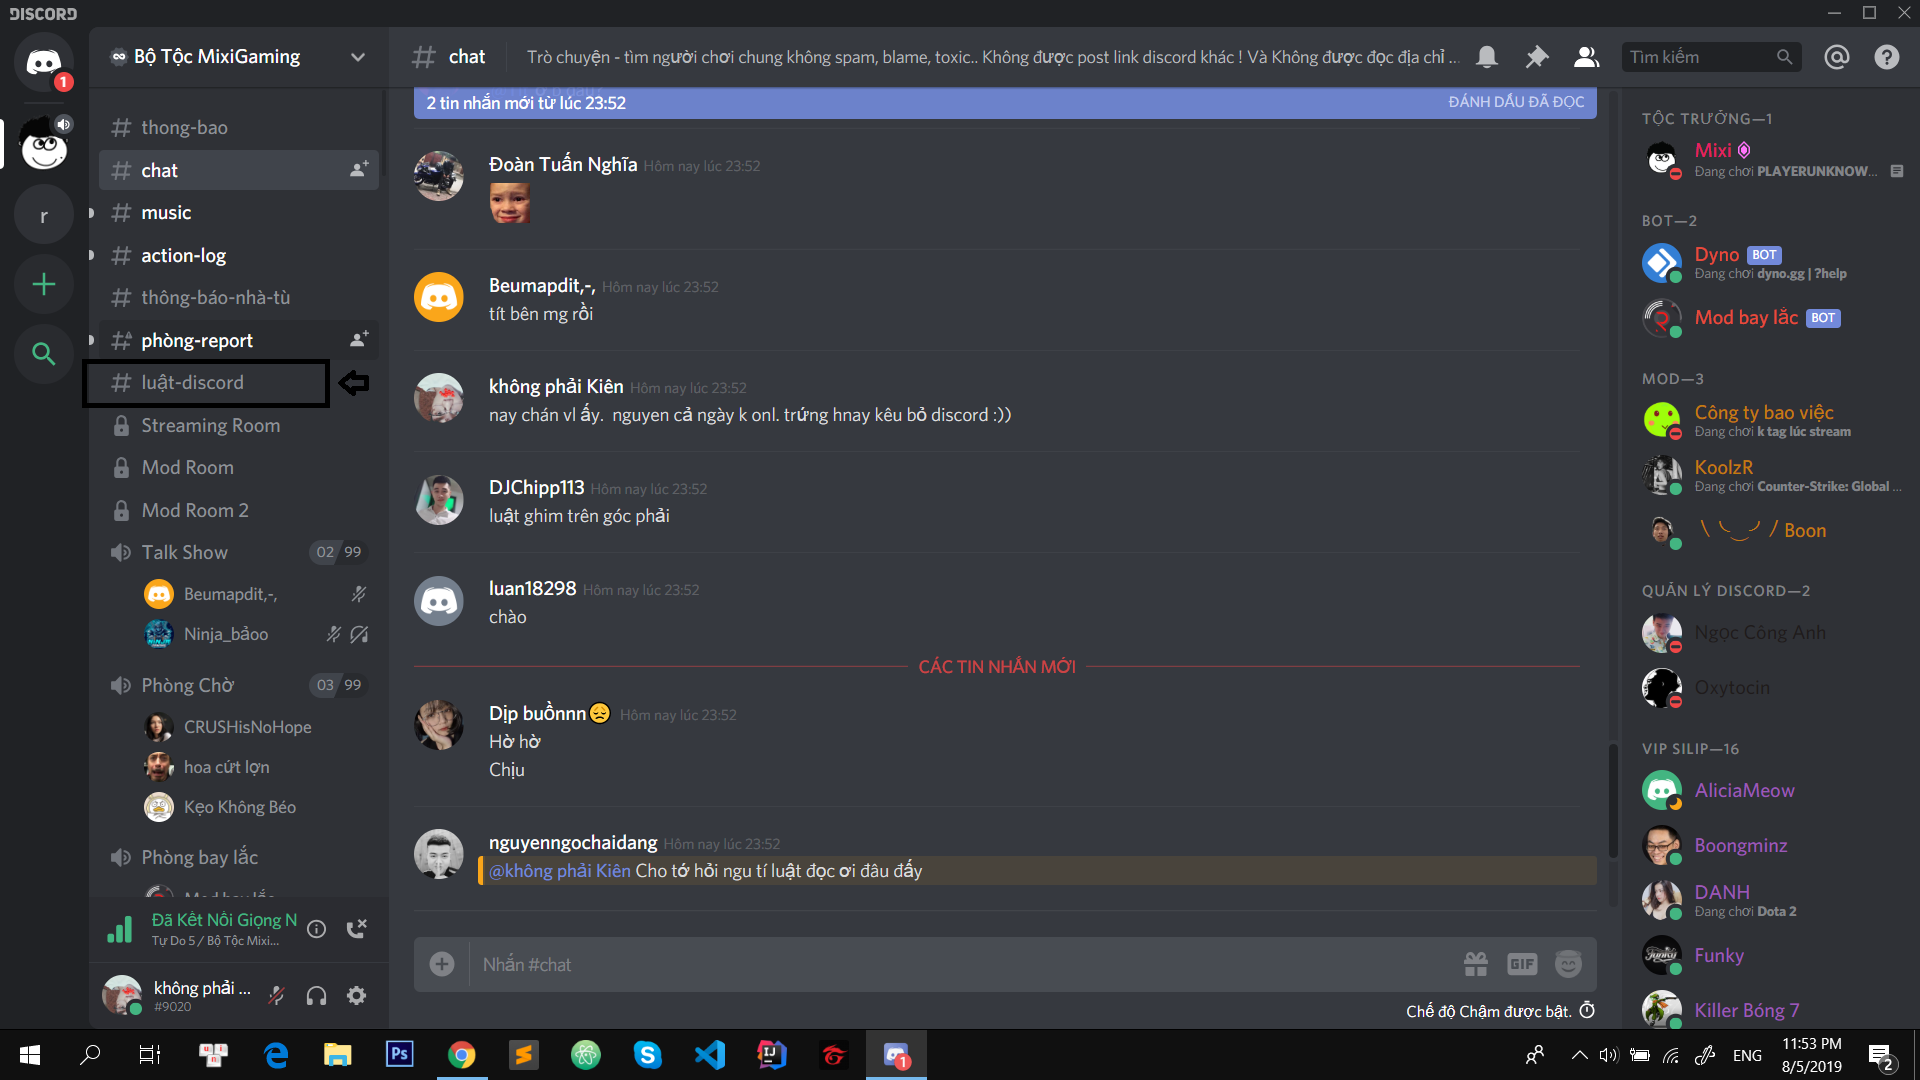 DISCORD
1
Bộ Tộc MixiGaming
chat
Trò chuyện - tìm người chơi chung không spam, blame, toxic.. Không được post link discord khác ! Và Không được đọc địa chỉ ...
Tìm kiếm
r
thong-bao
chat
music
action-log
thông-báo-nhà-tù
phòng-report
luật-discord
Streaming Room
Mod Room
Mod Room 2
Talk Show
02 99
Beumapdit,-,
Ninja_bảoo
Phòng Chờ
03 99
CRUSHisNoHope
hoa cứt lợn
Kẹo Không Béo
Phòng bay lắc
Mod bay lắc
Đã Kết Nối Giọng N
Tự Do 5 / Bộ Tộc Mixi...
không phải ...
#9020
2 tin nhắn mới từ lúc 23:52
ĐÁNH DẤU ĐÃ ĐỌC
Đoàn Tuấn Nghĩa Hôm nay lúc 23:52
Beumapdit,-, Hôm nay lúc 23:52
tít bên mg rồi
không phải Kiên Hôm nay lúc 23:52
nay chán vl ấy. nguyen cả ngày k onl. trứng hnay kêu bỏ discord :))
DJChipp113 Hôm nay lúc 23:52
luật ghim trên góc phải
luan18298 Hôm nay lúc 23:52
chào
CÁC TIN NHẮN MỚI
Dịp buồnnn Hôm nay lúc 23:52
Hờ hờ
Chịu
nguyenngochaidang Hôm nay lúc 23:52
@không phải Kiên Cho tớ hỏi ngu tí luật đọc ơi đâu đấy
Nhắn #chat
GIF
Chế độ Chậm được bật.
TỘC TRƯỞNG—1
Mixi
Đang chơi PLAYERUNKNOW...
BOT—2
Dyno BOT
Đang chơi dyno.gg | ?help
Mod bay lắc BOT
MOD—3
Công ty bao việc
Đang chơi k tag lúc stream
KoolzR
Đang chơi Counter-Strike: Global ...
Boon
QUẢN LÝ DISCORD—2
Ngọc Công Anh
Oxytocin
VIP SILIP—16
AliciaMeow
Boongminz
DANH
Đang chơi Dota 2
Funky
Killer Bóng 7
Ps
IJ
1
ENG
11:53 PM
8/5/2019
2